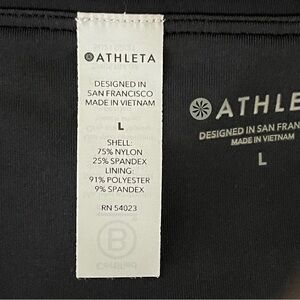 ATHLETA
DESIGNED IN
SAN FRANCISCO
MADE IN VIETNAM
L
SHELL:
75% NYLON
25% SPANDEX
LINING:
91% POLYESTER
9% SPANDEX
RN 54023
B
ATHLE
DESIGNED IN SAN FRAN
MADE IN VIETNAM
L